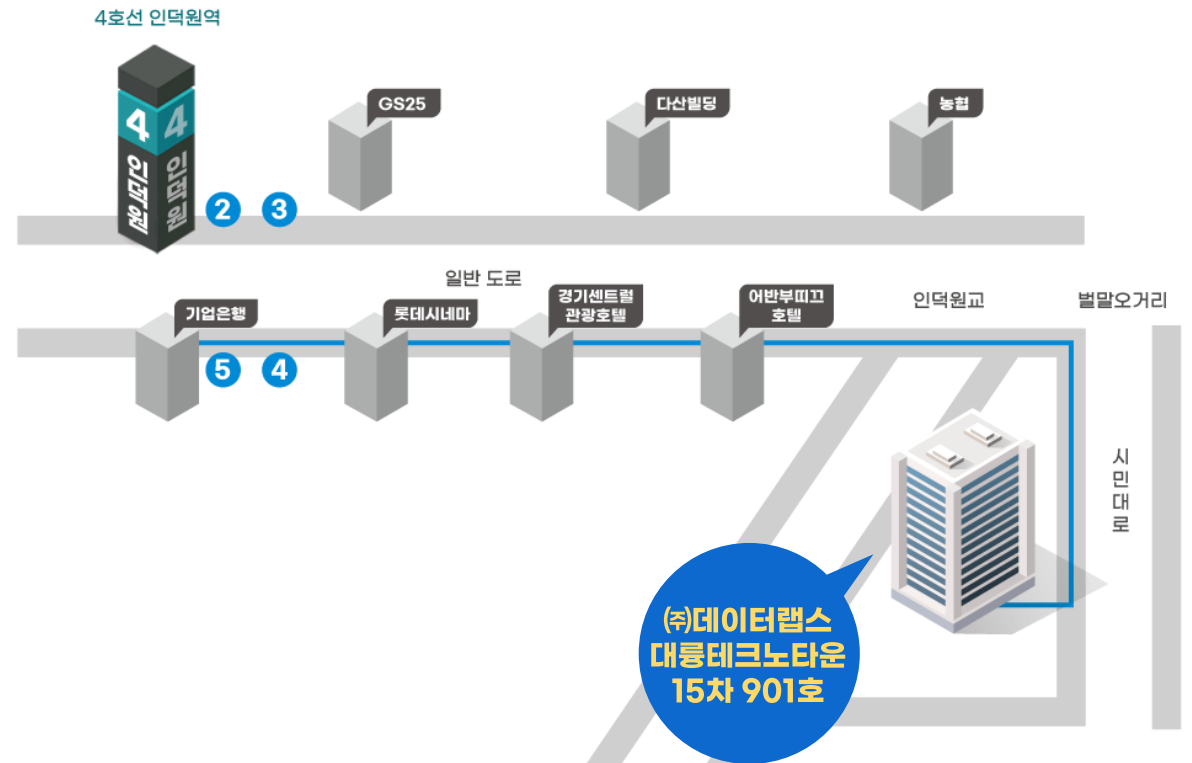 4호선 인덕원역
4
4
인덕원
인덕원
GS25
다산빌딩
농협
2
3
일반 도로
기업은행
롯데시네마
경기센트럴
관광호텔
어반부띠끄
호텔
인덕원교
벌말오거리
5
4
시민대로
㈜데이터랩스
대륭테크노타운
15차 901호